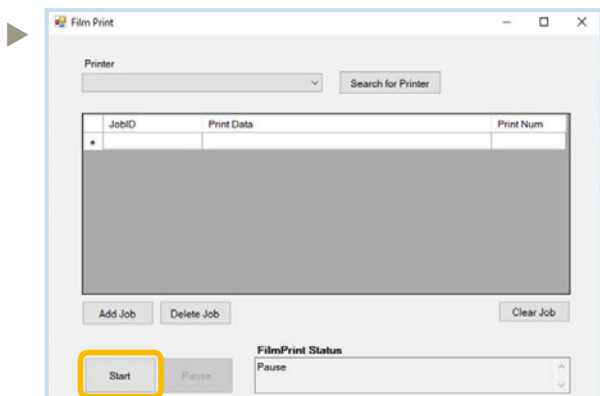 Film Print
Printer
Search for Printer
JobID Print Data Print Num
*
Add Job Delete Job Clear Job
FilmPrint Status
Start Pause Pause